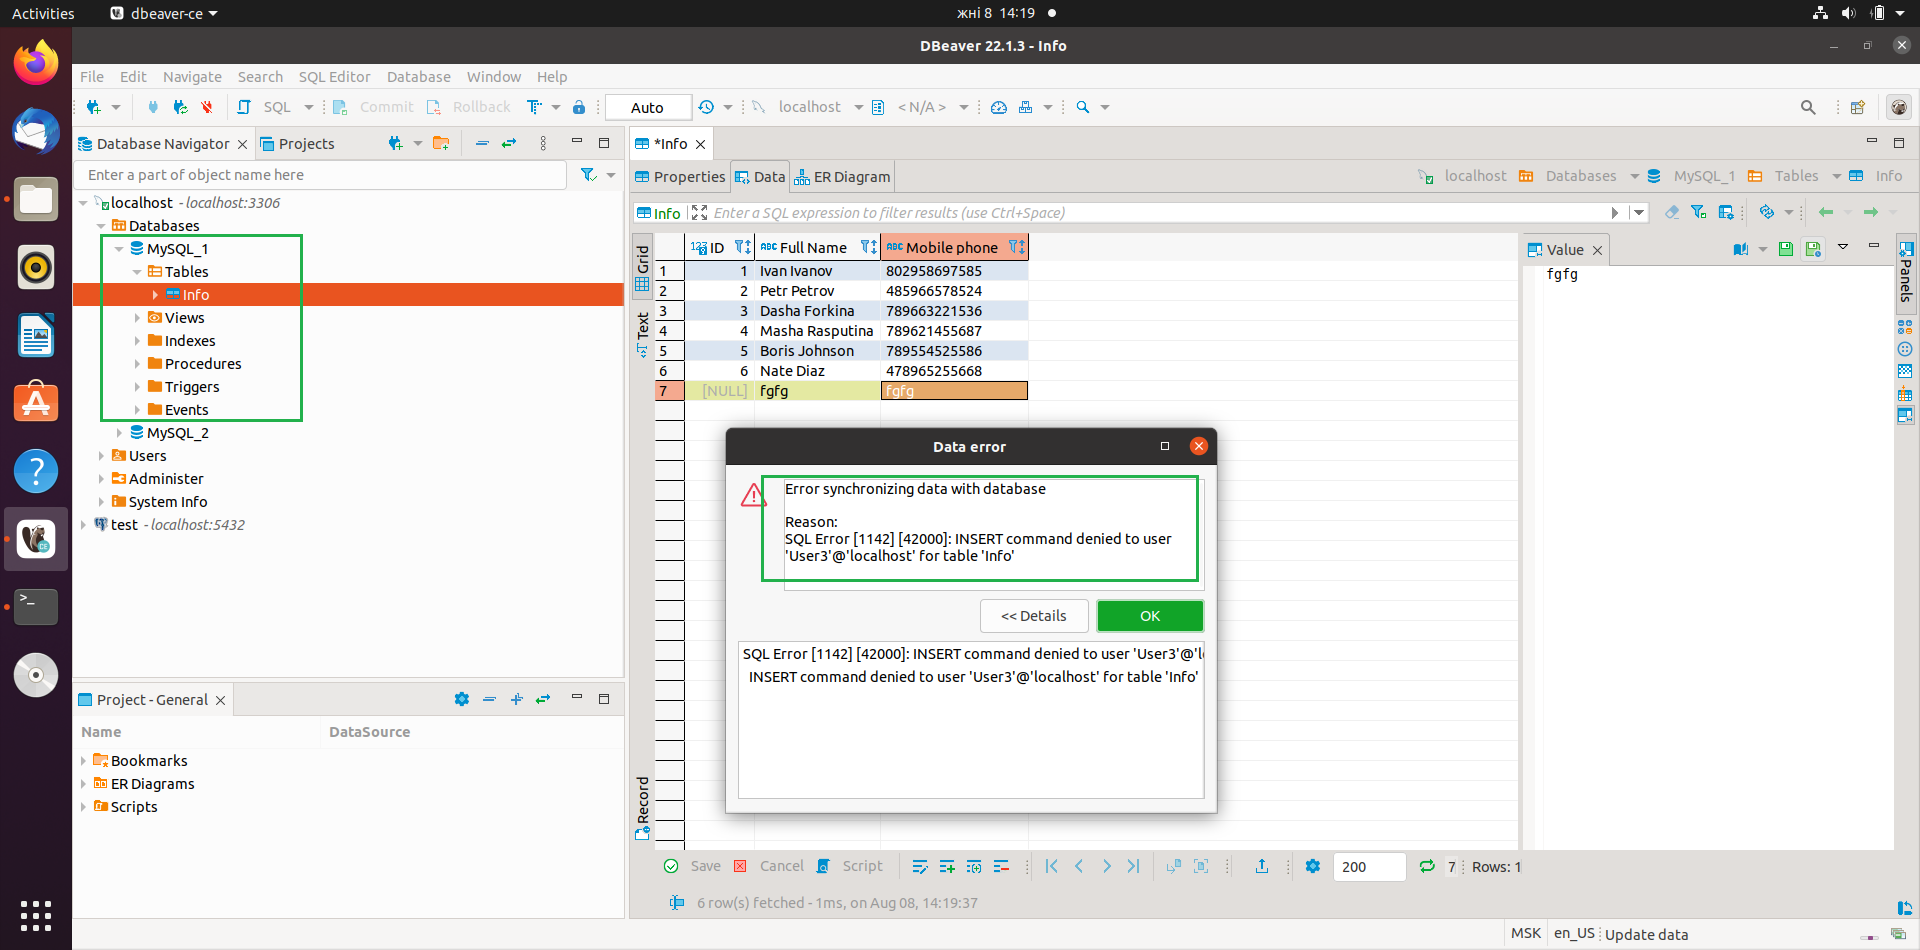 Activities
dbeaver-ce
жні 8 14:19
DBeaver 22.1.3 - Info
File Edit Navigate Search SQL Editor Database Window Help
SQL Commit Rollback Auto localhost < N/A >
Database Navigator Projects
Enter a part of object name here
localhost - localhost:3306
Databases
MySQL_1
Tables
Info
Views
Indexes
Procedures
Triggers
Events
MySQL_2
Users
Administer
System Info
test - localhost:5432
Project - General
Name DataSource
Bookmarks
ER Diagrams
Scripts
*Info
Properties Data ER Diagram
localhost Databases MySQL_1 Tables Info
Info Enter a SQL expression to filter results (use Ctrl+Space)
Grid
Text
Record
123 ID ABC Full Name ABC Mobile phone
1 1 Ivan Ivanov 802958697585
2 2 Petr Petrov 485966578524
3 3 Dasha Forkina 789663221536
4 4 Masha Rasputina 789621455687
5 5 Boris Johnson 789554525586
6 6 Nate Diaz 478965255668
7 [NULL] fgfg fgfg
Value
fgfg
Panels
Data error
Error synchronizing data with database
Reason:
SQL Error [1142] [42000]: INSERT command denied to user
'User3'@'localhost' for table 'Info'
<< Details OK
SQL Error [1142] [42000]: INSERT command denied to user 'User3'@'l
INSERT command denied to user 'User3'@'localhost' for table 'Info'
Save Cancel Script 200 7 Rows: 1
6 row(s) fetched - 1ms, on Aug 08, 14:19:37
MSK en_US Update data